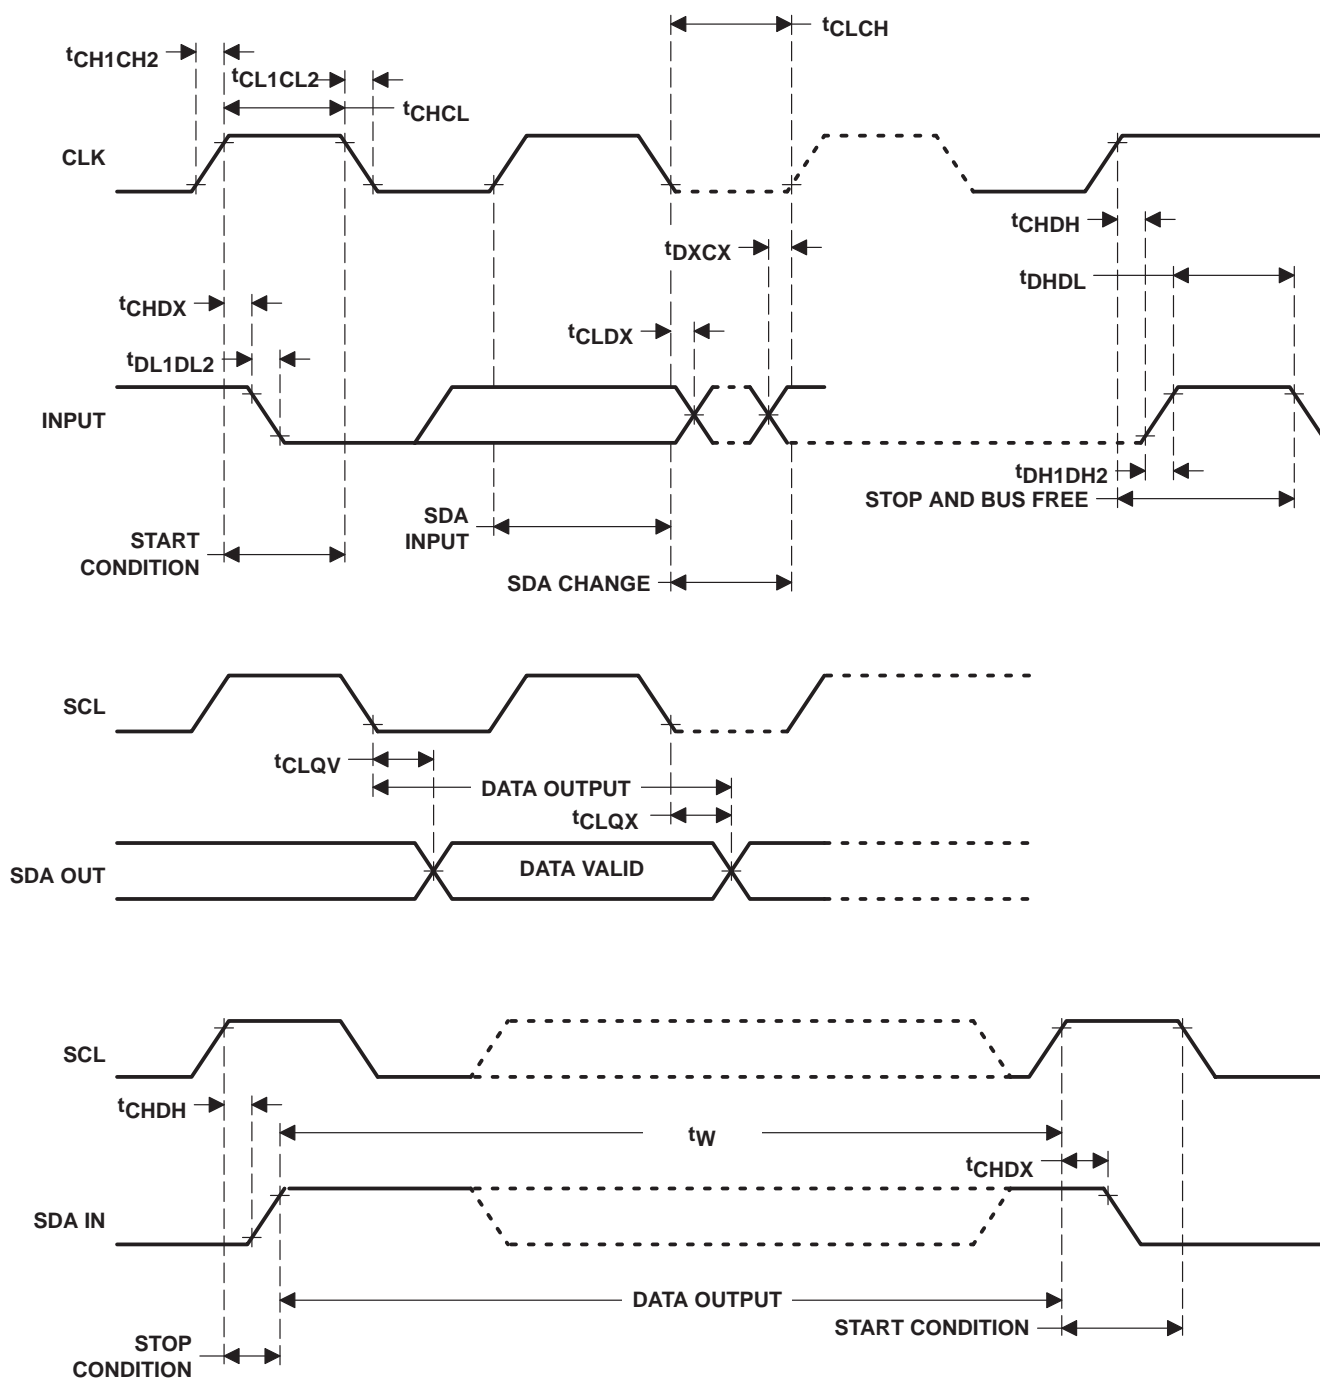 tCLCH
tCH1CH2
tCL1CL2
tCHCL
CLK
tCHDH
tDXCX
tDHDL
tCHDX
tCLDX
tDL1DL2
INPUT
tDH1DH2
STOP AND BUS FREE
SDA
INPUT
START
CONDITION
SDA CHANGE
SCL
tCLQV
DATA OUTPUT
tCLQX
SDA OUT
DATA VALID
SCL
tCHDH
tW
tCHDX
SDA IN
DATA OUTPUT
START CONDITION
STOP
CONDITION